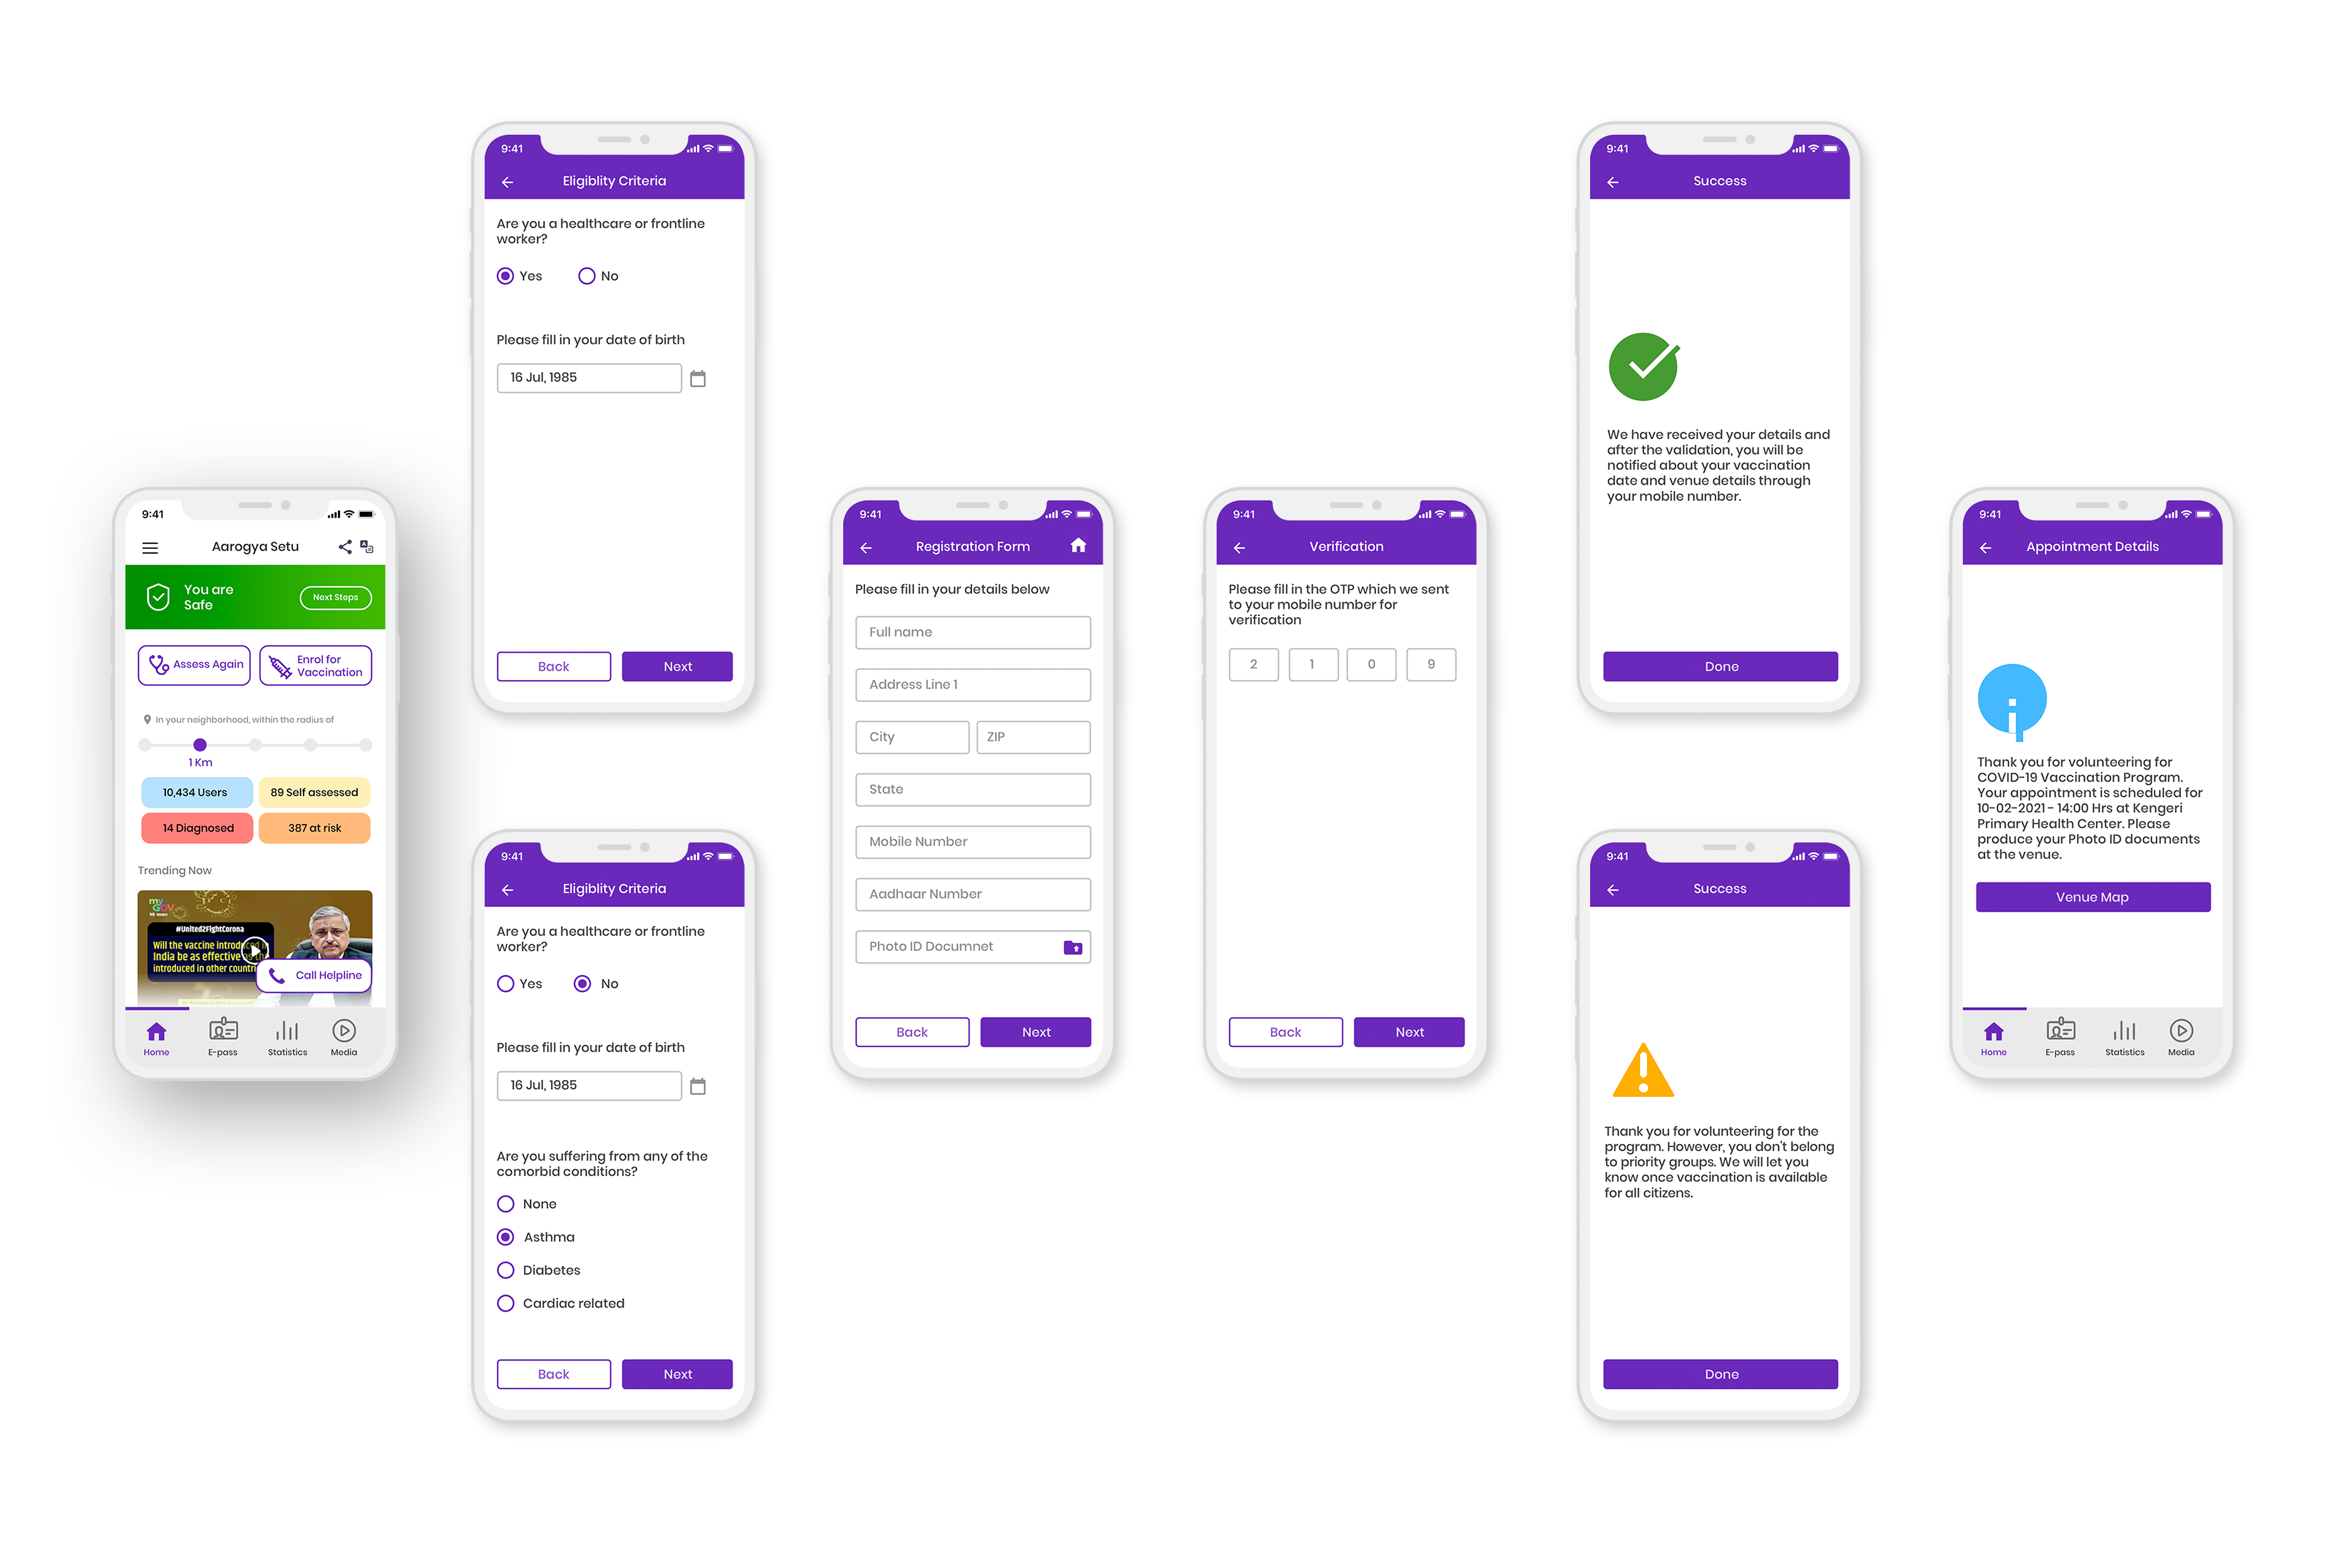 9:41
Aarogya Setu
You are
Safe
Next Steps
Assess Again
Enrol for
Vaccination
In your neighborhood, within the radius of
1 Km
10,434 Users
89 Self assessed
14 Diagnosed
387 at risk
Trending Now
my
GOV
#United2FightCorona
Will the vaccine introduced in
India be as effective as
introduced in other
Call Helpline
Home
E-pass
Statistics
Media
9:41
Eligiblity Criteria
Are you a healthcare or frontline
worker?
Yes
No
Please fill in your date of birth
16 Jul, 1985
Back
Next
9:41
Eligiblity Criteria
Are you a healthcare or frontline
worker?
Yes
No
Please fill in your date of birth
16 Jul, 1985
Are you suffering from any of the
comorbid conditions?
None
Asthma
Diabetes
Cardiac related
Back
Next
9:41
Registration Form
Please fill in your details below
Full name
Address Line 1
City
ZIP
State
Mobile Number
Aadhaar Number
Photo ID Documnet
Back
Next
9:41
Verification
Please fill in the OTP which we sent
to your mobile number for
verification
2 1 0 9
Back
Next
9:41
Success
We have received your details and
after the validation, you will be
notified about your vaccination
date and venue details through
your mobile number.
Done
9:41
Success
Thank you for volunteering for the
program. However, you don't belong
to priority groups. We will let you
know once vaccination is available
for all citizens.
Done
9:41
Appointment Details
Thank you for volunteering for
COVID-19 Vaccination Program.
Your appointment is scheduled for
10-02-2021 - 14:00 Hrs at Kengeri
Primary Health Center. Please
produce your Photo ID documents
at the venue.
Venue Map
Home
E-pass
Statistics
Media